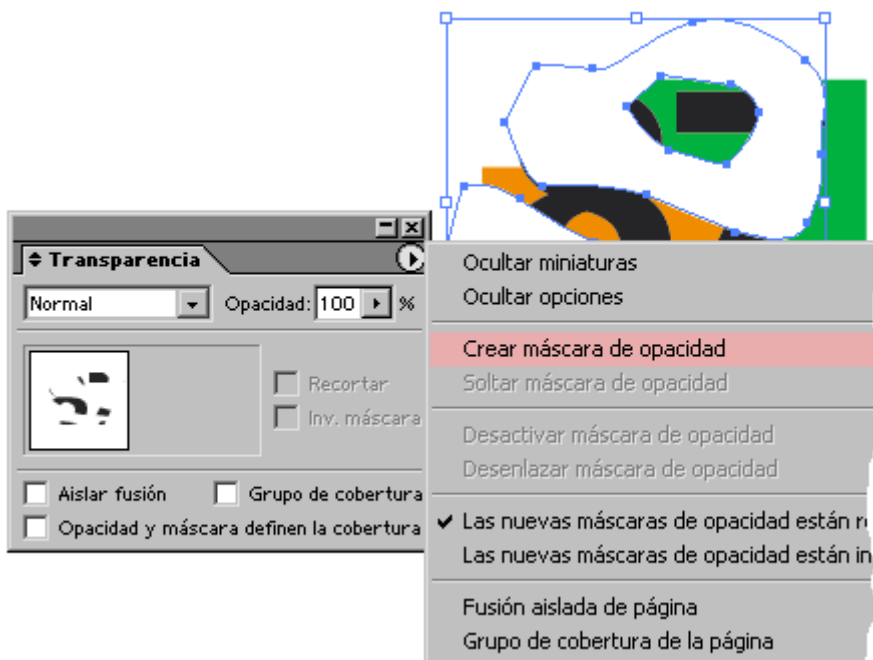 Transparencia
Normal
Opacidad: 100 %
Recortar
Inv. máscara
Aislar fusión
Grupo de cobertura
Opacidad y máscara definen la cobertura
Ocultar miniaturas
Ocultar opciones
Crear máscara de opacidad
Soltar máscara de opacidad
Desactivar máscara de opacidad
Desenlazar máscara de opacidad
Las nuevas máscaras de opacidad están
Las nuevas máscaras de opacidad están in
Fusión aislada de página
Grupo de cobertura de la página